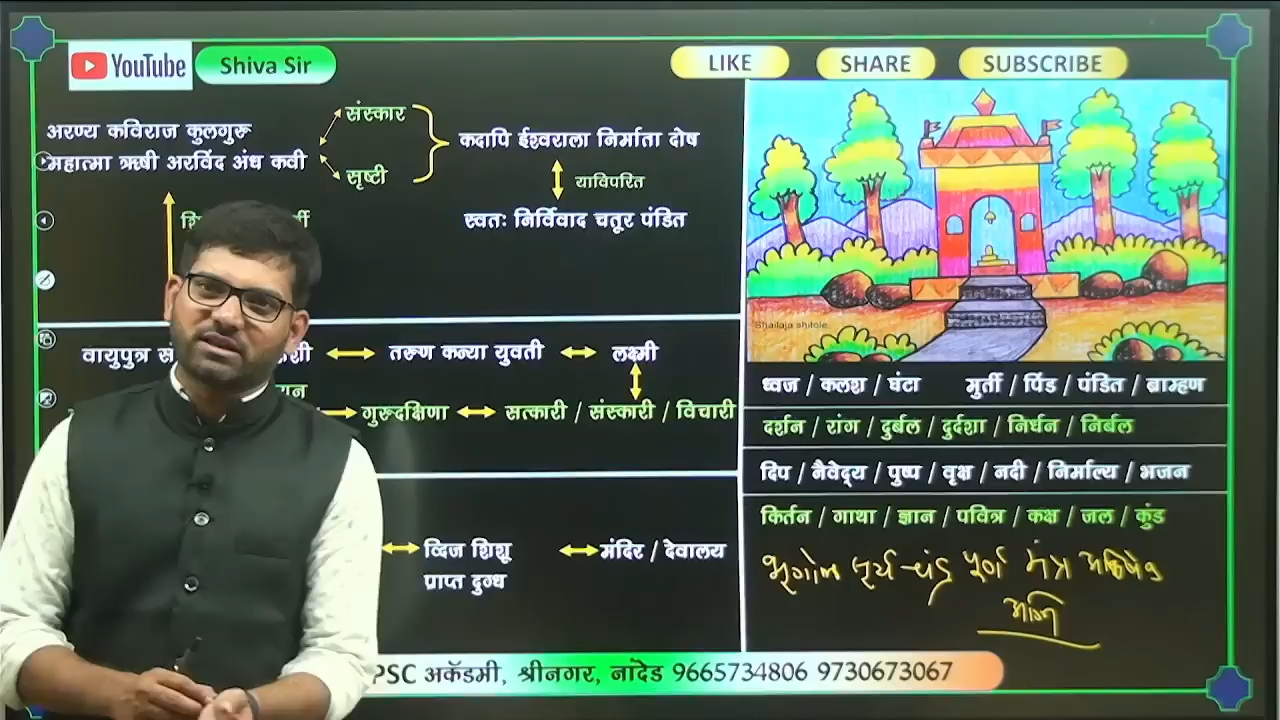 YouTube Shiva Sir LIKE SHARE SUBSCRIBE
अरण्य कविराज कुलगुरू
महात्मा ऋषी अरविंद अंध कवी
संस्कार
सृष्टी
कदापि ईश्वराला निर्माता दोष
याविपरित
स्वतः निर्विवाद चतूर पंडित
वायुपुत्र
तरूण कन्या युवती
लक्ष्मी
गुरूदक्षिणा
सत्कारी / संस्कारी / विचारी
व्दिज शिशू
प्राप्त दुग्ध
मंदिर / देवालय
Shailaja shitole
ध्वज / कलश / घंटा मुर्ती / पिंड / पंडित / ब्राम्हण
दर्शन / रांग / दुर्बल / दुर्दशा / निर्धन / निर्बल
दिप / नैवेद्य / पुष्प / वृक्ष / नदी / निर्माल्य / भजन
किर्तन / गाथा / ज्ञान / पवित्र / कक्ष / जल / कुंड
भूगोल सूर्य चंद्र पूर्ण मंत्र
PSC अकॅडमी, श्रीनगर, नांदेड 9665734806 9730673067